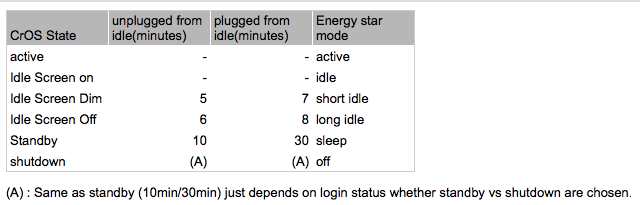 unplugged from plugged from Energy star
CrOS State idle(minutes) idle(minutes) mode
active - - active
Idle Screen on - - idle
Idle Screen Dim 5 7 short idle
Idle Screen Off 6 8 long idle
Standby 10 30 sleep
shutdown (A) (A) off
(A) : Same as standby (10min/30min) just depends on login status whether standby vs shutdown are chosen.